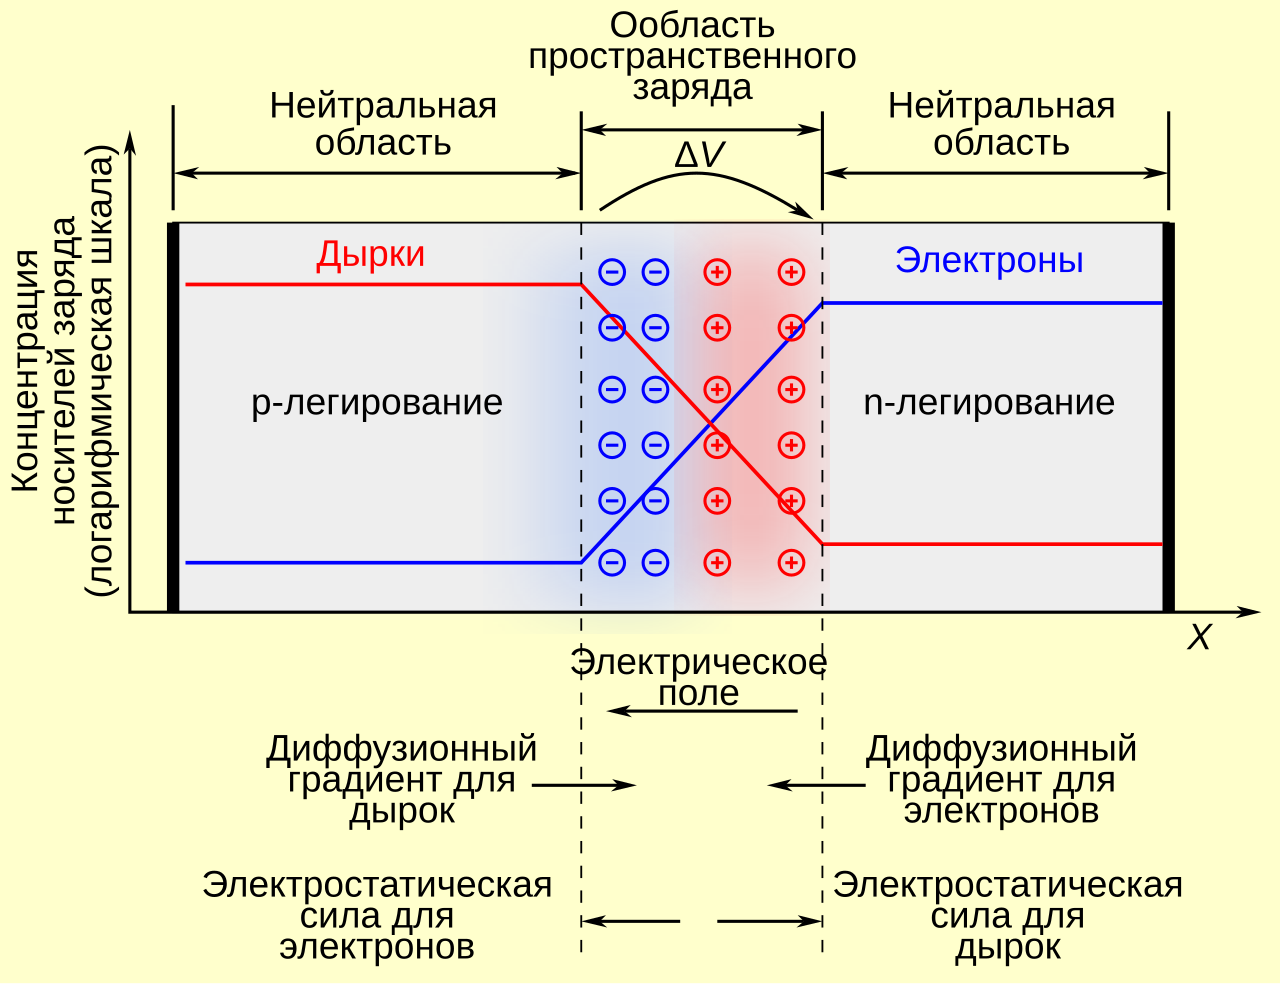 Ообласть
пространственного
заряда
Нейтральная
область
Нейтральная
область
ΔV
Концентрация
носителей заряда
(логарифмическая шкала)
Дырки
Электроны
p-легирование
n-легирование
X
Электрическое
поле
Диффузионный
градиент для
дырок
Диффузионный
градиент для
электронов
Электростатическая
сила для
электронов
Электростатическая
сила для
дырок